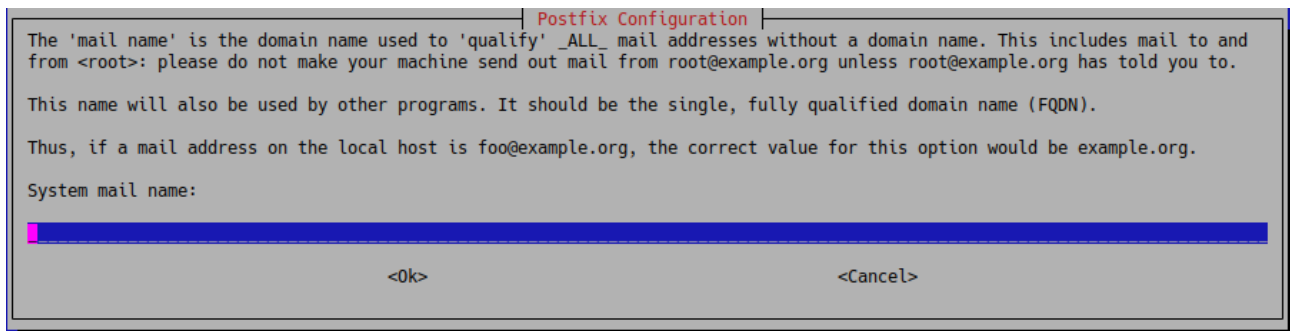 Postfix Configuration
The 'mail name' is the domain name used to 'qualify' _ALL_ mail addresses without a domain name. This includes mail to and
from <root>: please do not make your machine send out mail from root@example.org unless root@example.org has told you to.
This name will also be used by other programs. It should be the single, fully qualified domain name (FQDN).
Thus, if a mail address on the local host is foo@example.org, the correct value for this option would be example.org.
System mail name:
<Ok> <Cancel>